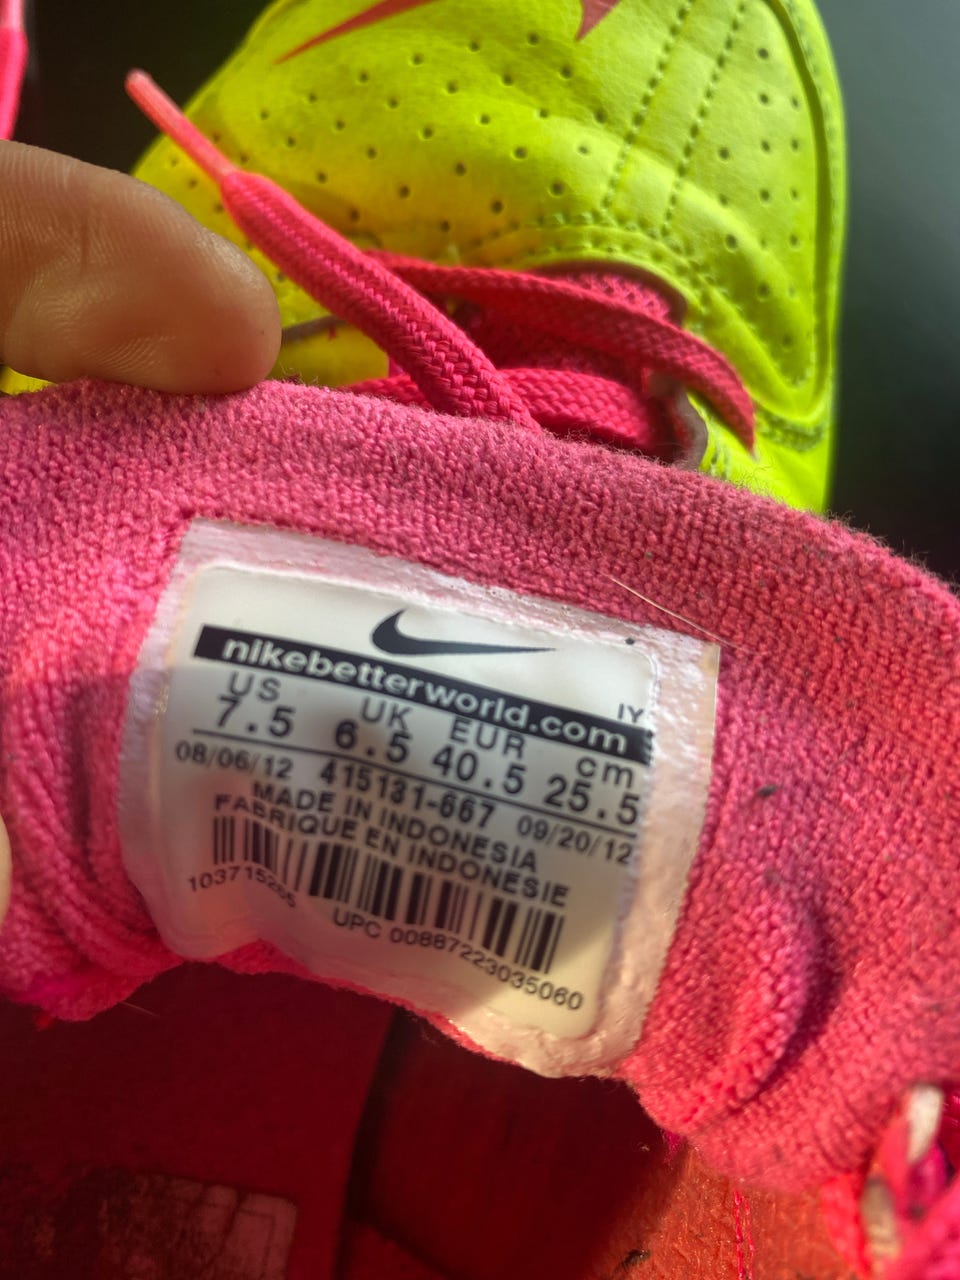 nikebetterworld.com
IY
US UK EUR cm
7.5 6.5 40.5 25.5
08/06/12 415131-667 09/20/12
MADE IN INDONESIA
FABRIQUE EN INDONESIE
UPC 00887223035060